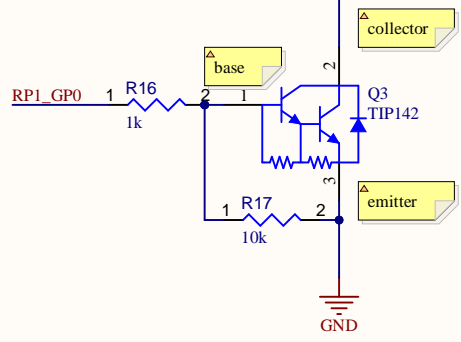 collector
2
base
Q3
TIP142
RP1_GP0
1
R16
2
1
1k
3
emitter
1
R17
2
10k
GND